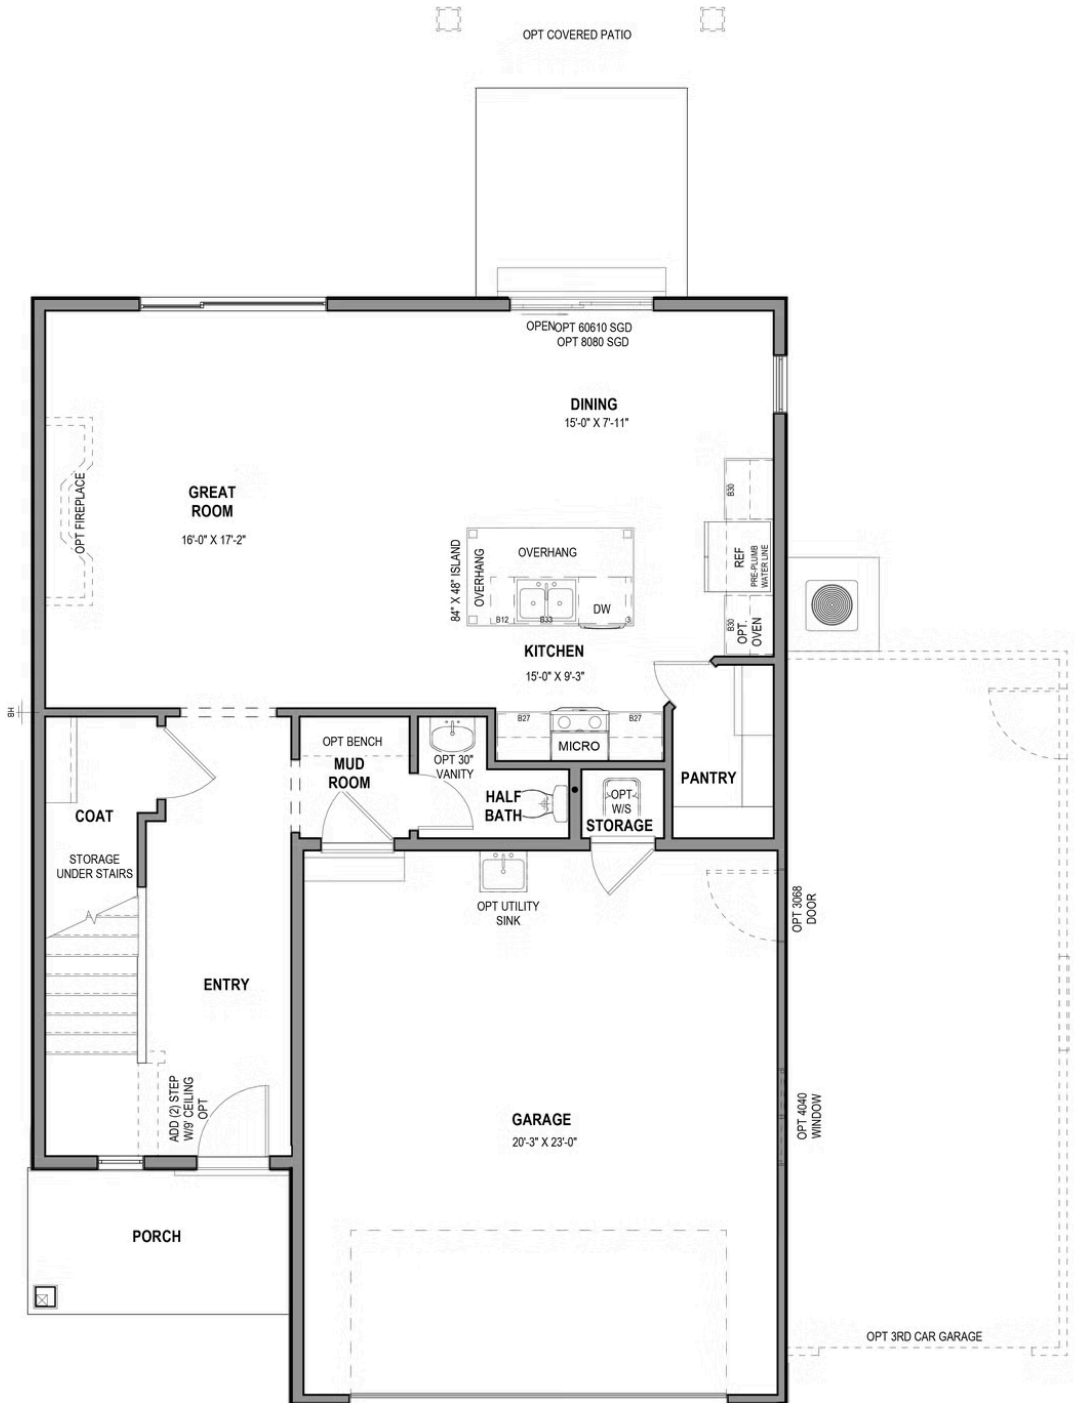 OPT COVERED PATIO
OPEN
OPT 60610 SGD
OPT 8080 SGD
DINING
15'-0" X 7'-11"
GREAT
ROOM
16'-0" X 17'-2"
OPT FIREPLACE
84" X 48" ISLAND
OVERHANG
OVERHANG
B12
B33
DW
3
B30
REF
PRE-PLUMB
WATER LINE
B30
OPT.
OVEN
KITCHEN
15'-0" X 9'-3"
HB
B27
B27
MICRO
OPT BENCH
MUD
ROOM
OPT 30"
VANITY
HALF
BATH
OPT
W/S
STORAGE
PANTRY
COAT
STORAGE
UNDER STAIRS
OPT UTILITY
SINK
OPT 3068
DOOR
ENTRY
ADD (2) STEP
W/9' CEILING
OPT
GARAGE
20'-3" X 23'-0"
OPT 4040
WINDOW
PORCH
OPT 3RD CAR GARAGE